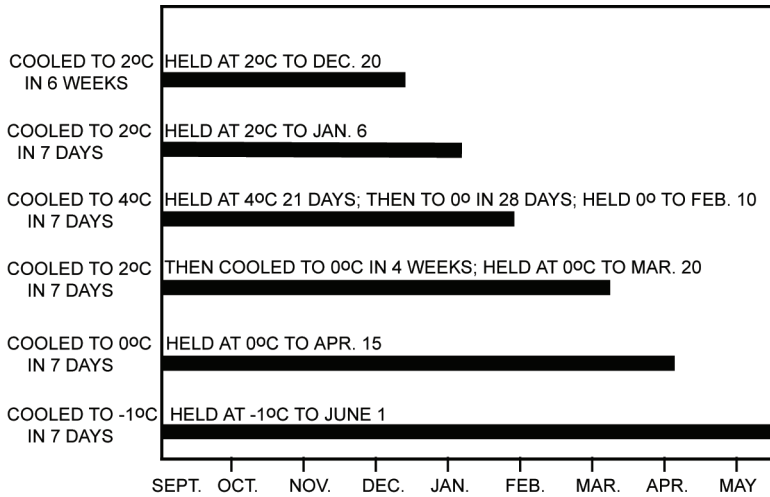 COOLED TO 2ºC HELD AT 2ºC TO DEC. 20
IN 6 WEEKS
COOLED TO 2ºC HELD AT 2ºC TO JAN. 6
IN 7 DAYS
COOLED TO 4ºC HELD AT 4ºC 21 DAYS; THEN TO 0º IN 28 DAYS; HELD 0º TO FEB. 10
IN 7 DAYS
COOLED TO 2ºC THEN COOLED TO 0ºC IN 4 WEEKS; HELD AT 0ºC TO MAR. 20
IN 7 DAYS
COOLED TO 0ºC HELD AT 0ºC TO APR. 15
IN 7 DAYS
COOLED TO -1ºC HELD AT -1ºC TO JUNE 1
IN 7 DAYS
SEPT. OCT. NOV. DEC. JAN. FEB. MAR. APR. MAY